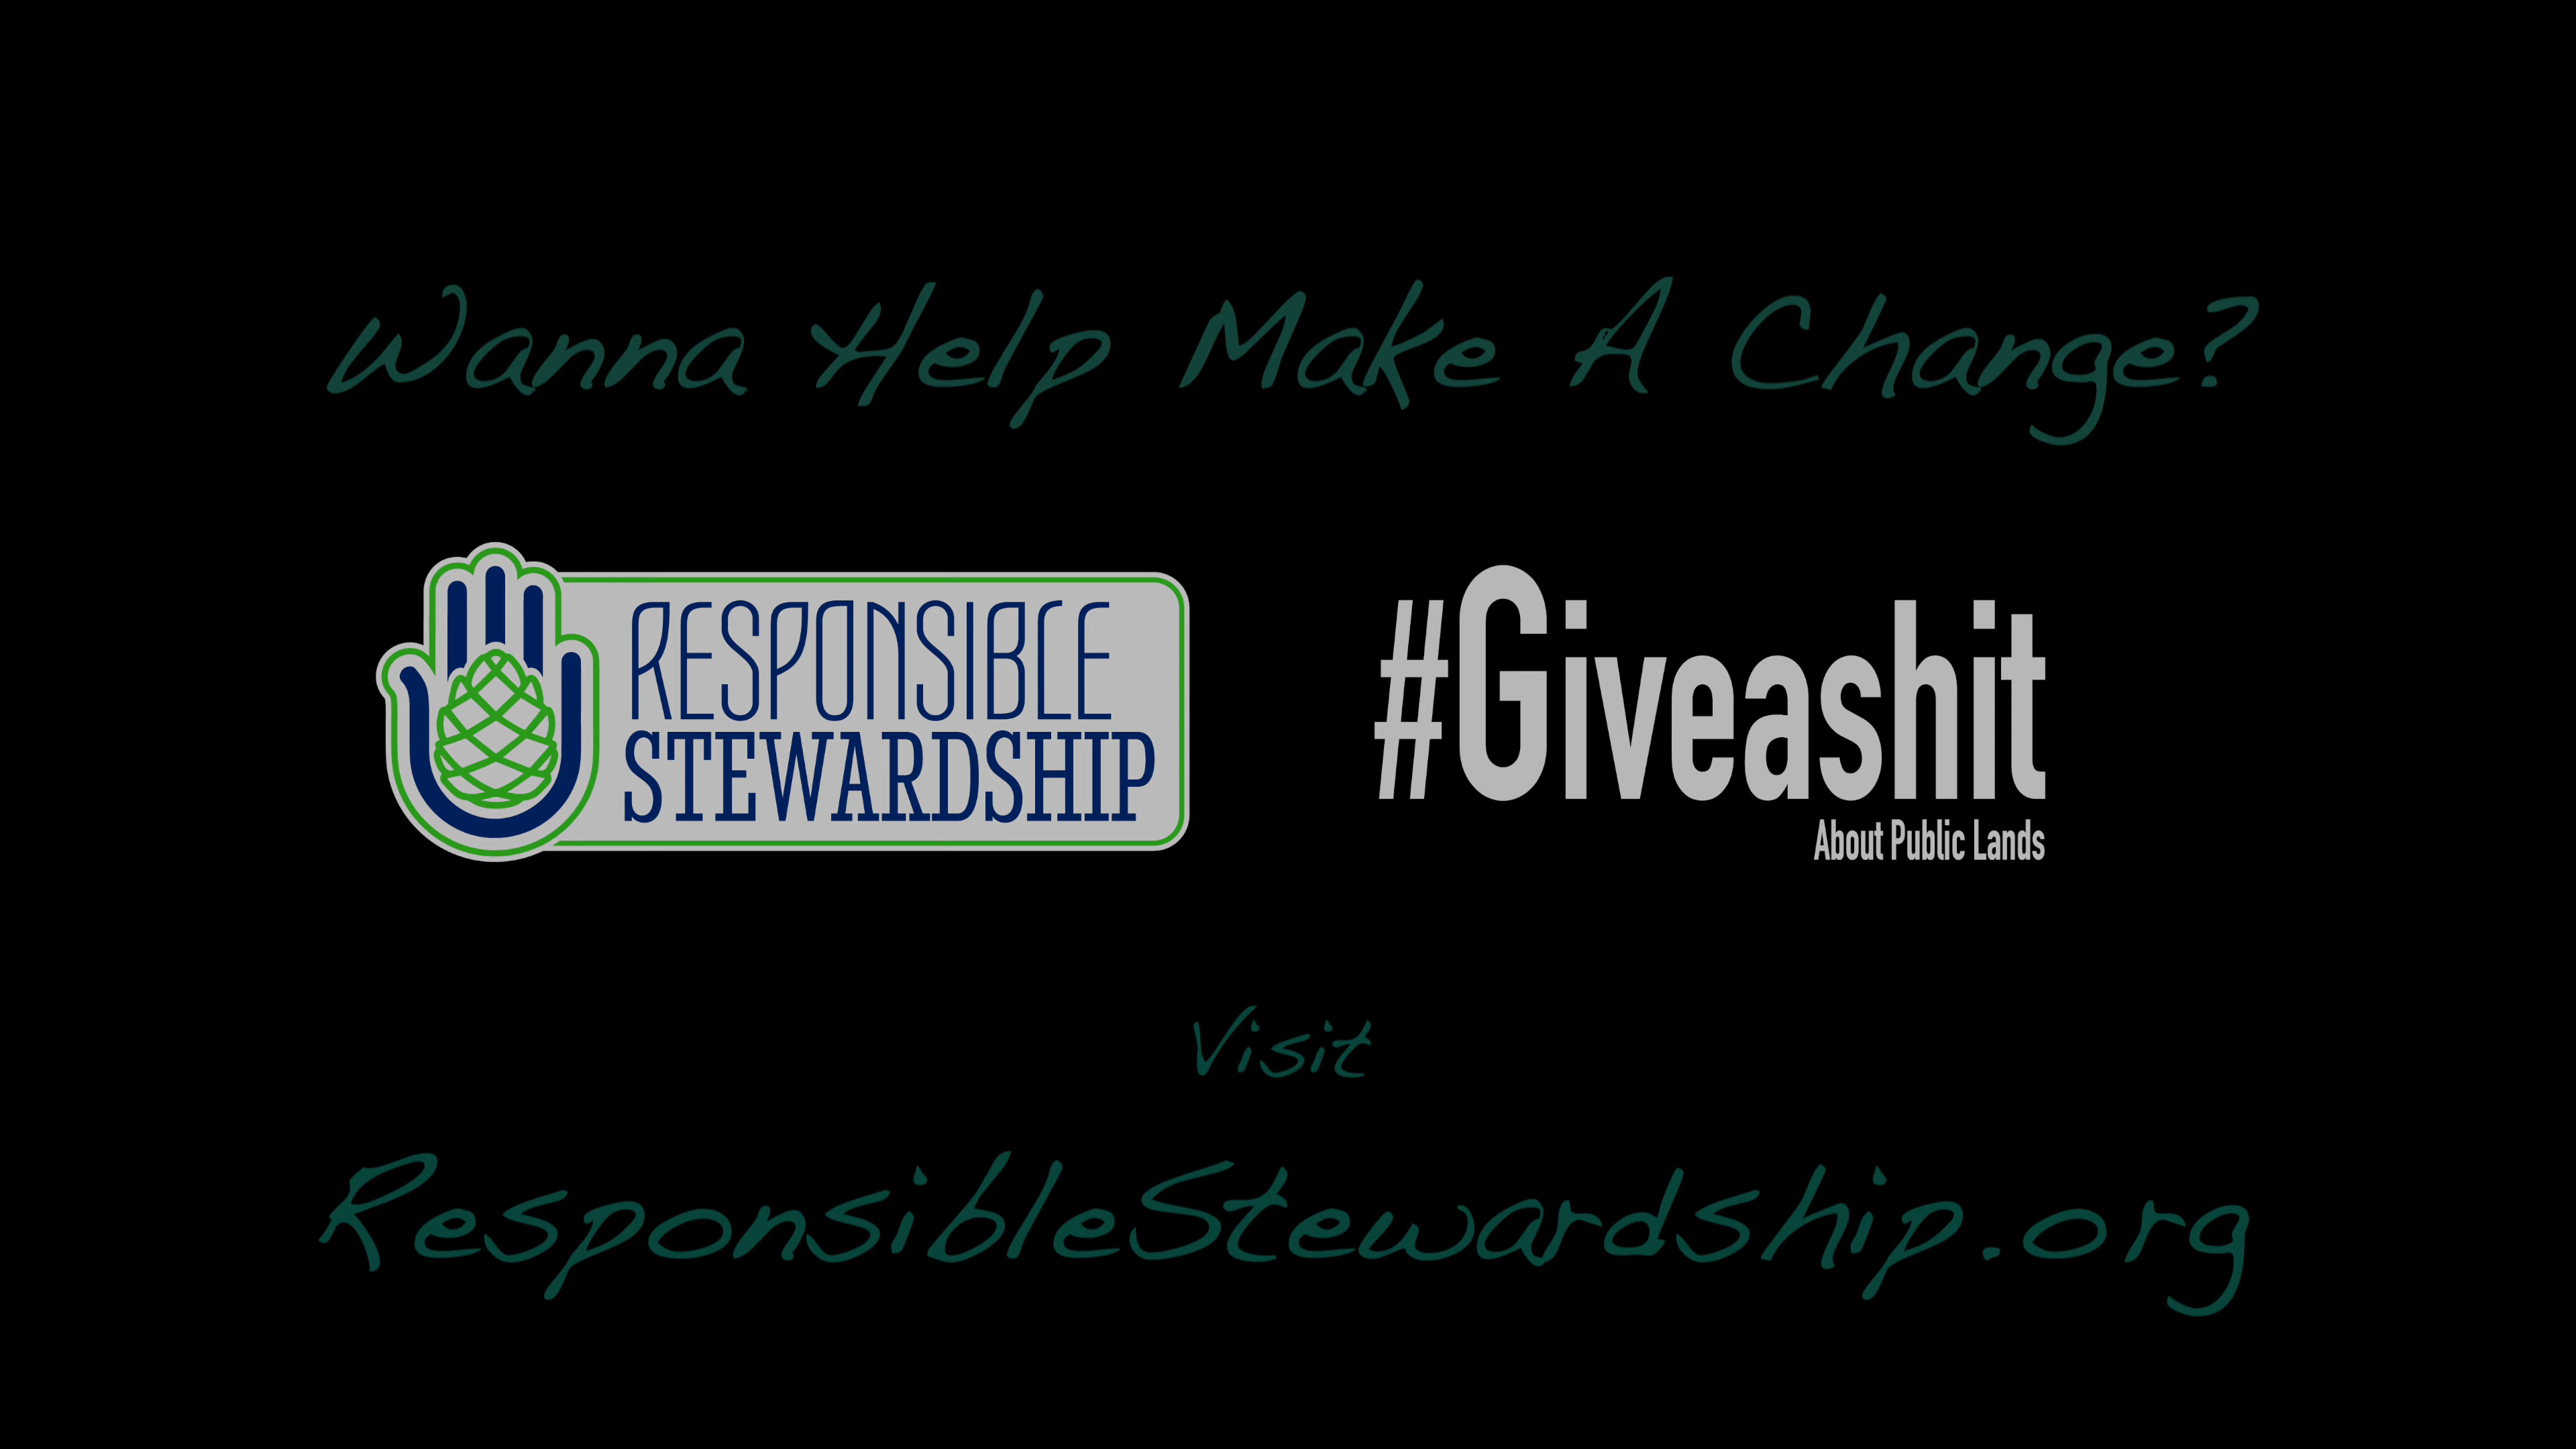 Wanna Help Make A Change?
RESPONSIBLE
STEWARDSHIP
#Giveashit
About Public Lands
Visit
ResponsibleStewardship.org